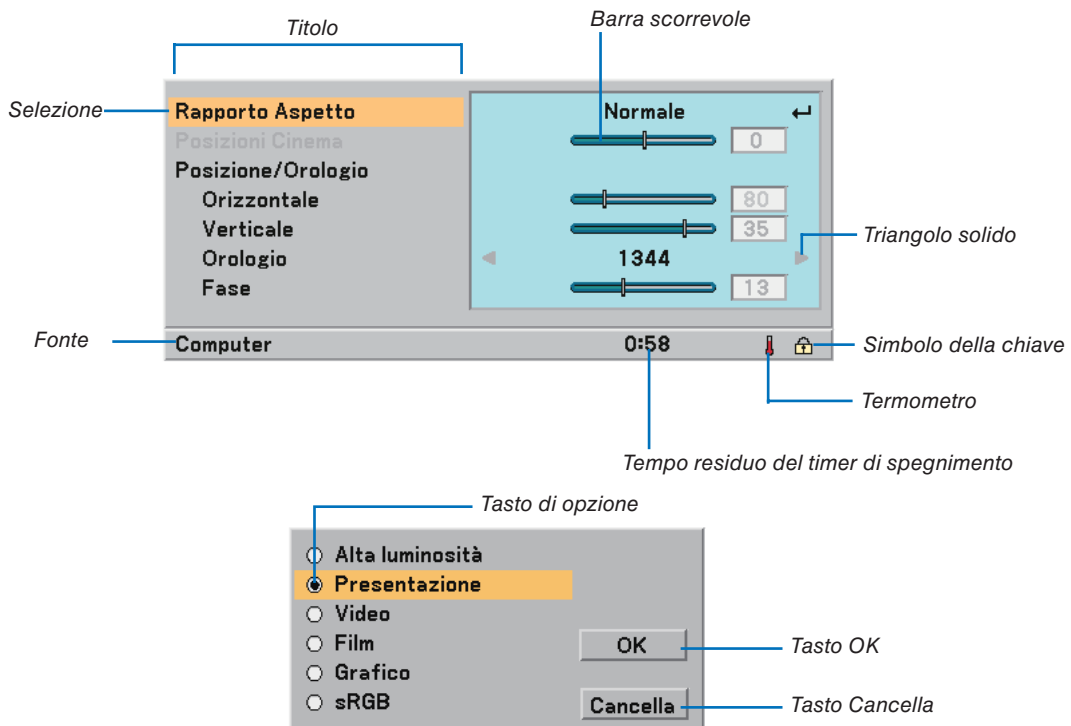 Titolo
Barra scorrevole
Selezione
Rapporto Aspetto
Normale
Posizioni Cinema
0
Posizione/Orologio
Orizzontale
80
Verticale
35
Triangolo solido
Orologio
1344
Fase
13
Fonte
Computer
0:58
Simbolo della chiave
Termometro
Tempo residuo del timer di spegnimento
Tasto di opzione
Alta luminosità
Presentazione
Video
Film
OK
Tasto OK
Grafico
sRGB
Cancella
Tasto Cancella